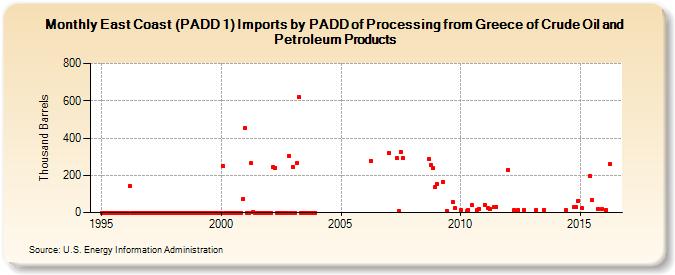 Monthly East Coast (PADD 1) Imports by PADD of Processing from Greece of Crude Oil and
Petroleum Products
Thousand Barrels
800
600
400
200
0
1995
2000
2005
2010
2015
Source: U.S. Energy Information Administration